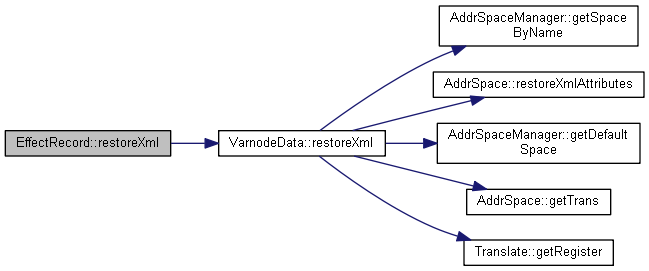 EffectRecord::restoreXml
VarnodeData::restoreXml
AddrSpaceManager::getSpace
ByName
AddrSpace::restoreXmlAttributes
AddrSpaceManager::getDefault
Space
AddrSpace::getTrans
Translate::getRegister